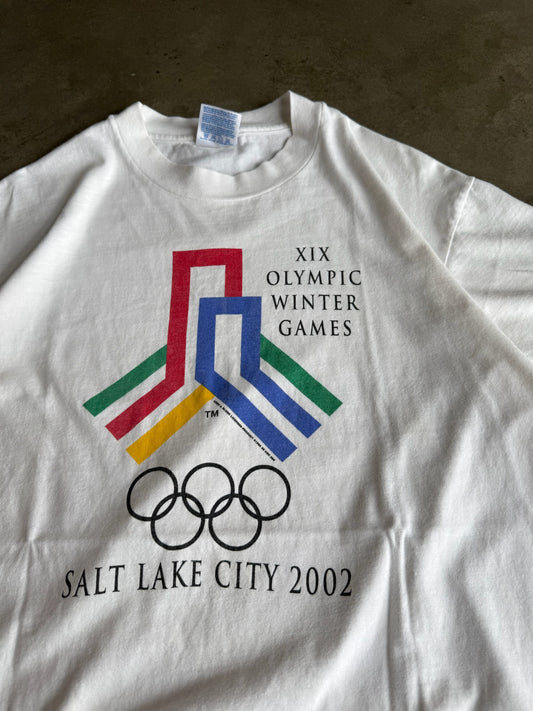 XIX
OLYMPIC
WINTER
GAMES
TM
SALT LAKE CITY 2002